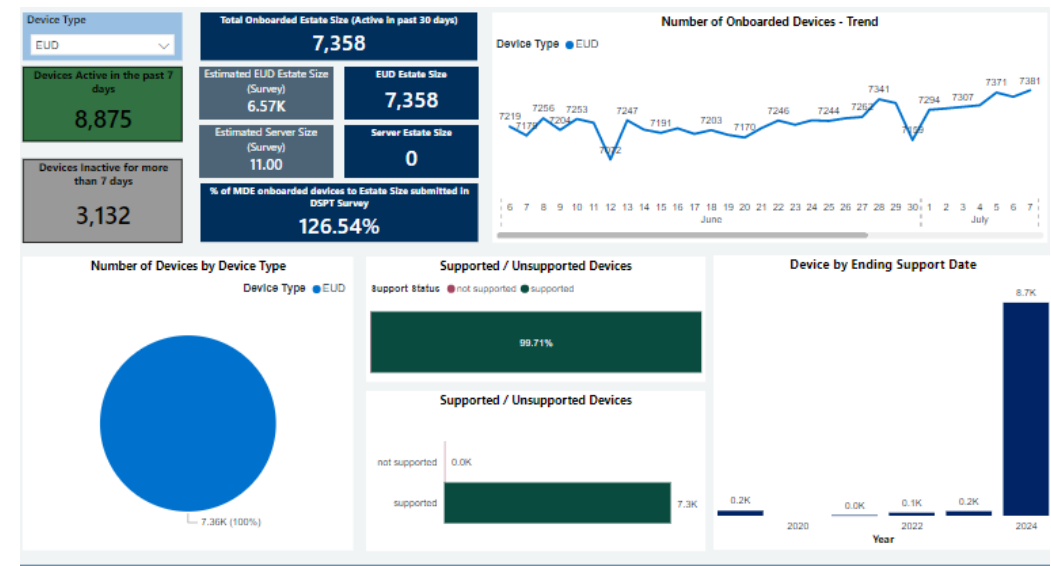 Device Type
EUD
Devices Active in the past 7
days
8,875
Devices Inactive for more
than 7 days
3,132
Total Onboarded Estate Size (Active in past 30 days)
7,358
Estimated EUD Estate Size
(Survey)
6.57K
EUD Estate Size
7,358
Estimated Server Size
(Survey)
11.00
Server Estate Size
0
% of MDE onboarded devices to Estate Size submitted in
DSPT Survey
126.54%
Number of Onboarded Devices - Trend
Device Type EUD
7219 7256 7204 7253 7247 7191 7203 7170 7246 7244 7341 7294 7307 7371 7381
6 7 8 9 10 11 12 13 14 15 16 17 18 19 20 21 22 23 24 25 26 27 28 29 30 1 2 3 4 5 6 7
June July
Number of Devices by Device Type
Device Type EUD
7.36K (100%)
Supported / Unsupported Devices
Support Status not supported supported
99.71%
Supported / Unsupported Devices
not supported 0.0K
supported 7.3K
Device by Ending Support Date
8.7K
0.2K 0.0K 0.1K 0.2K
2020 2022 2024
Year